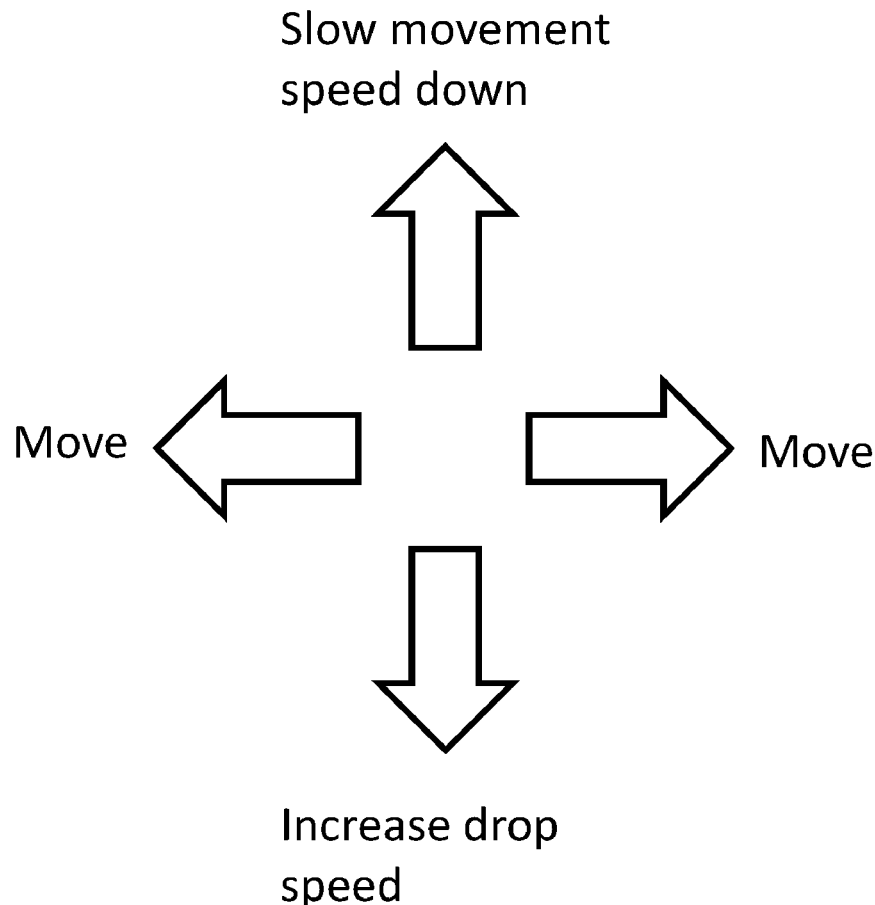 Slow movement
speed down
Move
Move
Increase drop
speed